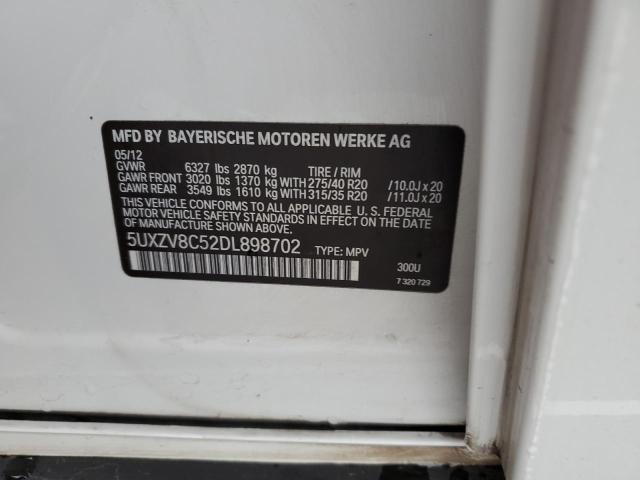 MFD BY BAYERISCHE MOTOREN WERKE AG
05/12
GVWR 6327 lbs 2870 kg TIRE / RIM
GAWR FRONT 3020 lbs 1370 kg WITH 275/40 R20 / 10.0J x 20
GAWR REAR 3549 lbs 1610 kg WITH 315/35 R20 / 11.0J x 20
THIS VEHICLE CONFORMS TO ALL APPLICABLE U.S. FEDERAL
MOTOR VEHICLE SAFETY STANDARDS IN EFFECT ON THE DATE
OF MANUFACTURE SHOWN ABOVE.
5UXZV8C52DL898702 TYPE: MPV
300U
7 320 729